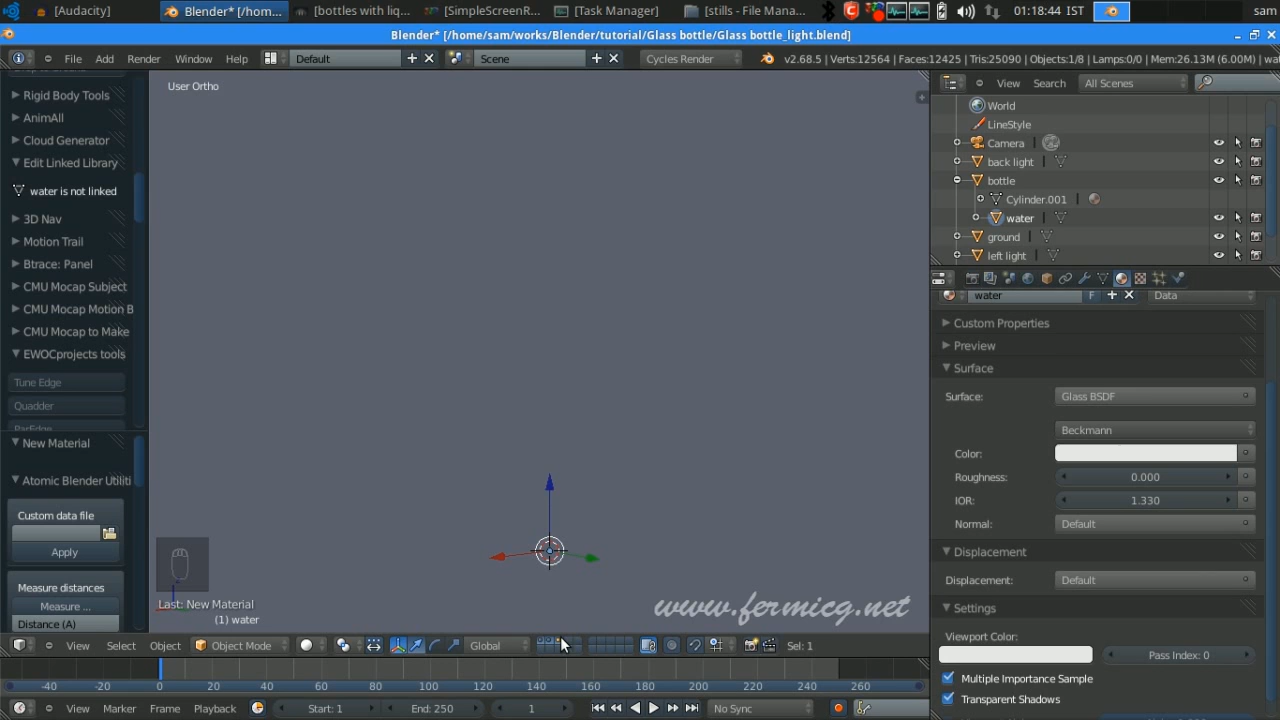 [Audacity]
Blender* [/hom...
[bottles with liq...
[SimpleScreenR...
[Task Manager]
[stills - File Mana...
01:18:44 IST
sam
Blender* [/home/sam/works/Blender/tutorial/Glass bottle/Glass bottle_light.blend]
File Add Render Window Help
Default
Scene
Cycles Render
v2.68.5 | Verts:12564 | Faces:12425 | Tris:25090 | Objects:1/8 | Lamps:0/0 | Mem:26.13M (6.00M) | wa
Rigid Body Tools
AnimAll
Cloud Generator
Edit Linked Library
water is not linked
3D Nav
Motion Trail
Btrace: Panel
CMU Mocap Subject
CMU Mocap Motion B
CMU Mocap to Make
EWOCprojects tools
Tune Edge
Quadder
ParEdge
New Material
Atomic Blender Utiliti
Custom data file
Apply
Measure distances
Measure ...
Distance (A)
User Ortho
Last: New Material
(1) water
www.fermicg.net
View Search All Scenes
World
LineStyle
Camera
back light
bottle
Cylinder.001
water
ground
left light
water
F
Data
Custom Properties
Preview
Surface
Surface: Glass BSDF
Beckmann
Color:
Roughness: 0.000
IOR: 1.330
Normal: Default
Displacement
Displacement: Default
Settings
Viewport Color:
Pass Index: 0
Multiple Importance Sample
Transparent Shadows
View Select Object
Object Mode
Global
Sel: 1
-40 -20 0 20 40 60 80 100 120 140 160 180 200 220 240 260
View Marker Frame Playback
Start: 1
End: 250
1
No Sync